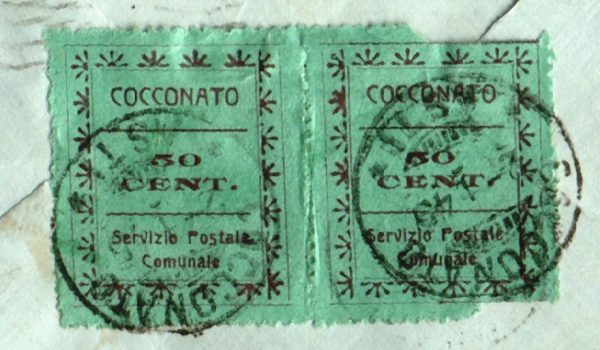 COCCONATO
50
CENT.
Servizio Postale
Comunale
COCCONATO
50
CENT.
Servizio Postale
Comunale